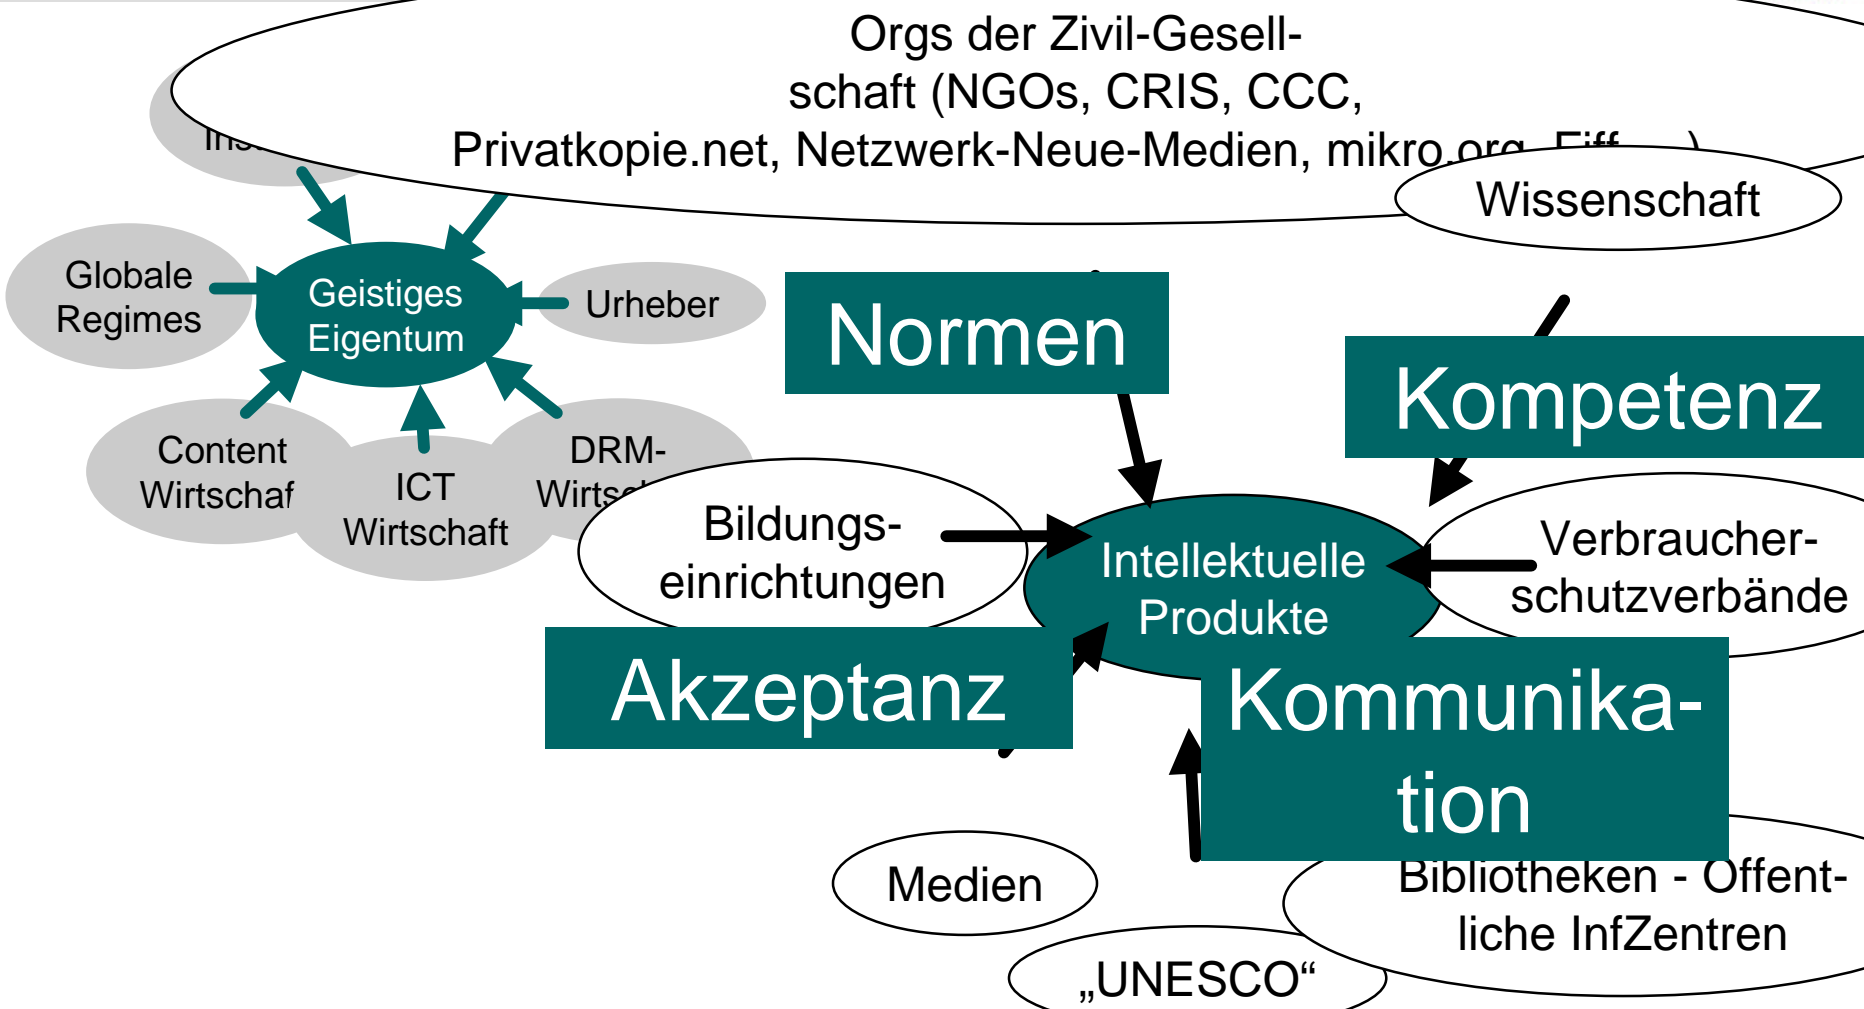 Orgs der Zivil-Gesell-
schaft (NGOs, CRIS, CCC,
Privatkopie.net, Netzwerk-Neue-Medien, mikro.org, Fiff
Wissenschaft
Globale
Regimes
Geistiges
Eigentum
Urheber
Normen
Kompetenz
Content
Wirtschaf
ICT
Wirtschaft
DRM-
Bildungs-
einrichtungen
Intellektuelle
Produkte
Verbraucher-
schutzverbände
Akzeptanz
Kommunika-
tion
Medien
Bibliotheken - Öffent-
liche InfZentren
„UNESCO“